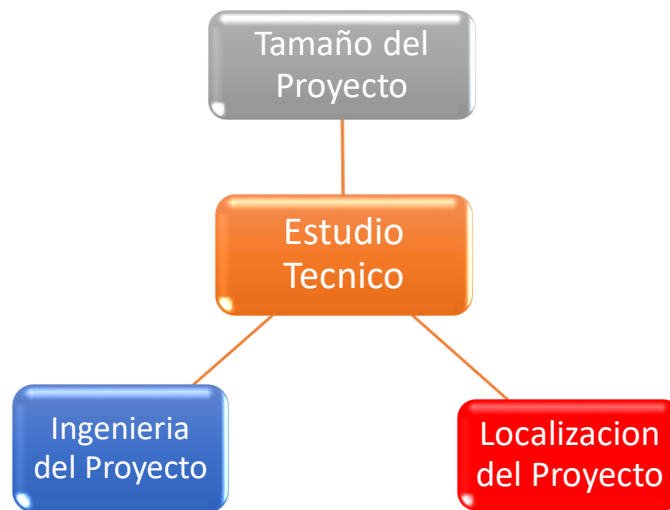 Tamaño del
Proyecto
Estudio
Tecnico
Ingenieria
del Proyecto
Localizacion
del Proyecto